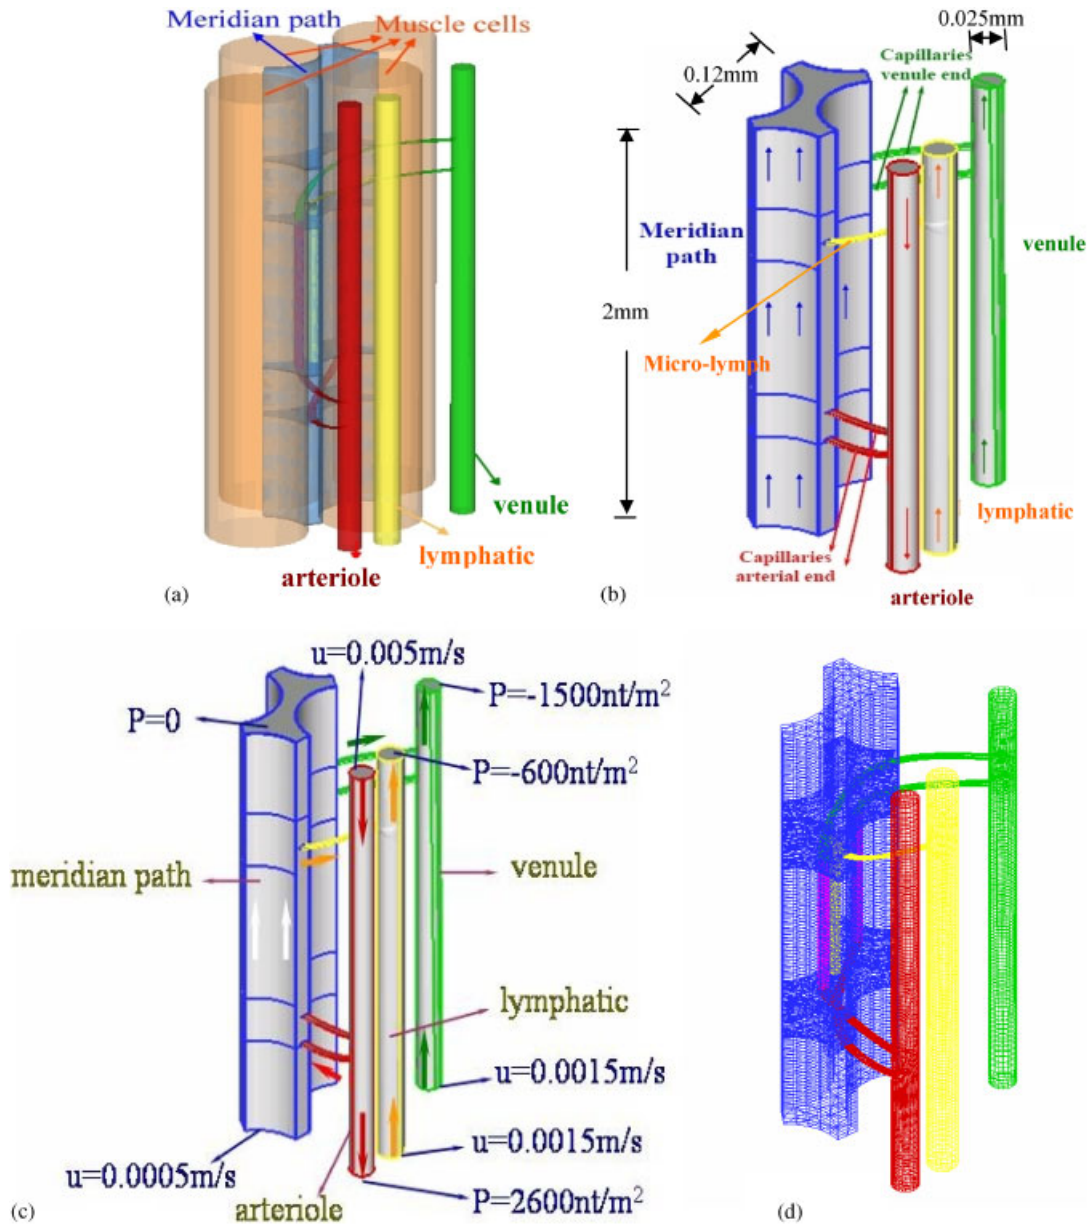 Meridian path
Muscle cells
venule
lymphatic
arteriole
(a)
0.025mm
0.12mm
Capillaries
venule end
Meridian
path
venule
2mm
Micro-lymph
lymphatic
Capillaries
arterial end
arteriole
(b)
u=0.005m/s
P=-1500nt/m²
P=0
P=-600nt/m²
meridian path
venule
lymphatic
u=0.0015m/s
u=0.0015m/s
u=0.0005m/s
P=2600nt/m²
arteriole
(c)
(d)